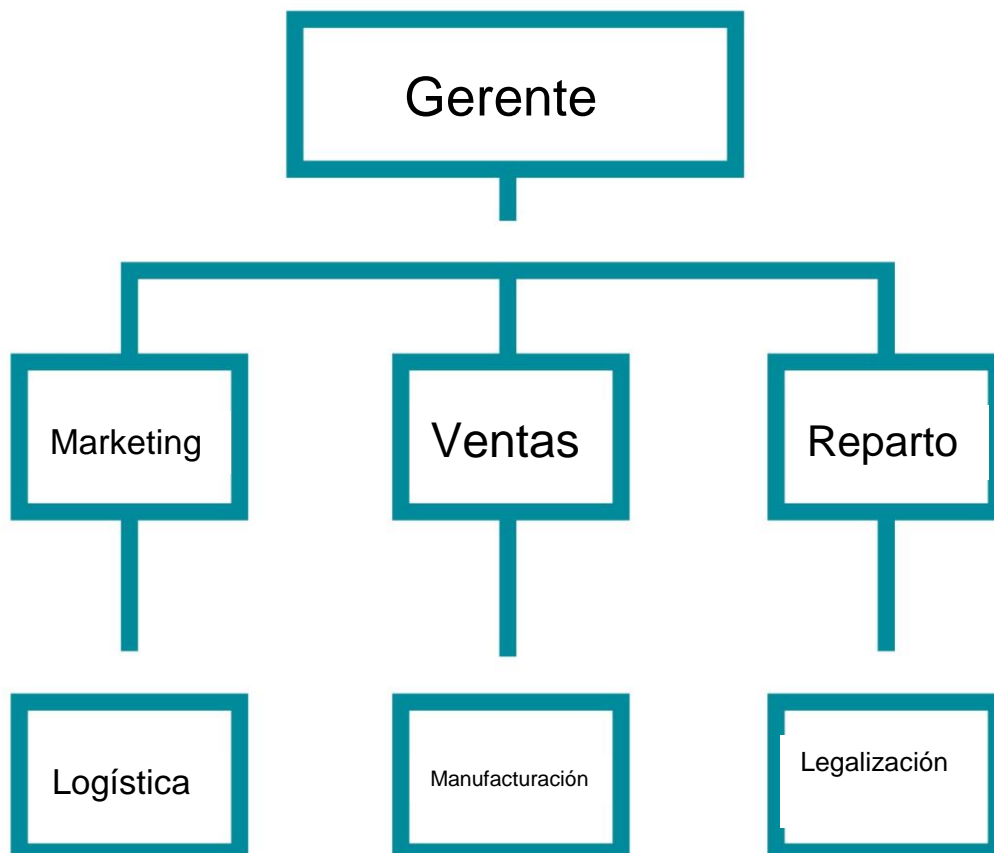 Gerente
Marketing
Ventas
Reparto
Logística
Manufacturación
Legalización